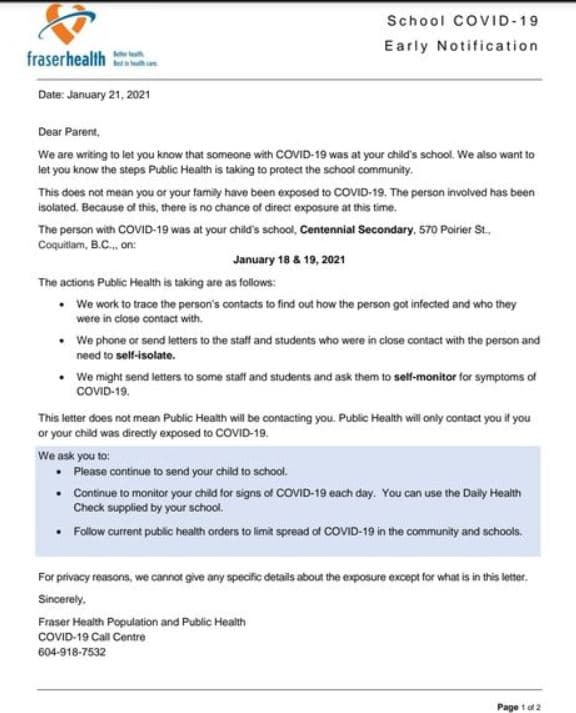 School COVID-19
Early Notification
fraserhealth
Better health.
Best in health care.
Date: January 21, 2021
Dear Parent,
We are writing to let you know that someone with COVID-19 was at your child's school. We also want to
let you know the steps Public Health is taking to protect the school community.
This does not mean you or your family have been exposed to COVID-19. The person involved has been
isolated. Because of this, there is no chance of direct exposure at this time.
The person with COVID-19 was at your child's school, Centennial Secondary, 570 Poirier St.,
Coquitlam, B.C.,, on:
January 18 & 19, 2021
The actions Public Health is taking are as follows:
• We work to trace the person's contacts to find out how the person got infected and who they
were in close contact with.
• We phone or send letters to the staff and students who were in close contact with the person and
need to self-isolate.
• We might send letters to some staff and students and ask them to self-monitor for symptoms of
COVID-19.
This letter does not mean Public Health will be contacting you. Public Health will only contact you if you
or your child was directly exposed to COVID-19.
We ask you to:
• Please continue to send your child to school.
• Continue to monitor your child for signs of COVID-19 each day. You can use the Daily Health
Check supplied by your school.
• Follow current public health orders to limit spread of COVID-19 in the community and schools.
For privacy reasons, we cannot give any specific details about the exposure except for what is in this letter.
Sincerely,
Fraser Health Population and Public Health
COVID-19 Call Centre
604-918-7532
Page 1 of 2